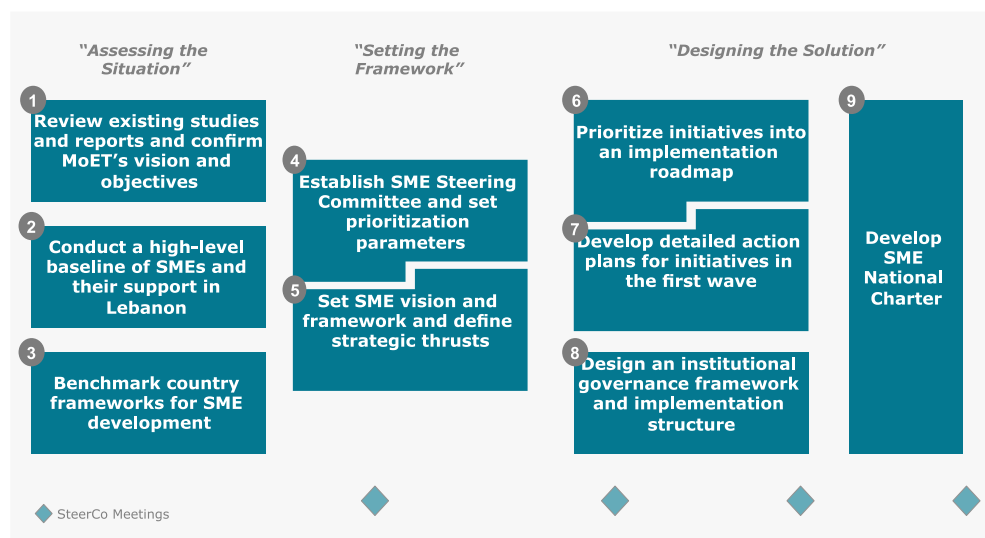 “Assessing the
Situation”
“Setting the
Framework”
“Designing the Solution”
1
Review existing studies
and reports and confirm
MoET’s vision and
objectives
2
Conduct a high–level
baseline of SMEs and
their support in
Lebanon
3
Benchmark country
frameworks for SME
development
4
Establish SME Steering
Committee and set
prioritization
parameters
5
Set SME vision and
framework and define
strategic thrusts
6
Prioritize initiatives into
an implementation
roadmap
7
Develop detailed action
plans for initiatives in
the first wave
8
Design an institutional
governance framework
and implementation
structure
9
Develop
SME
National
Charter
SteerCo Meetings